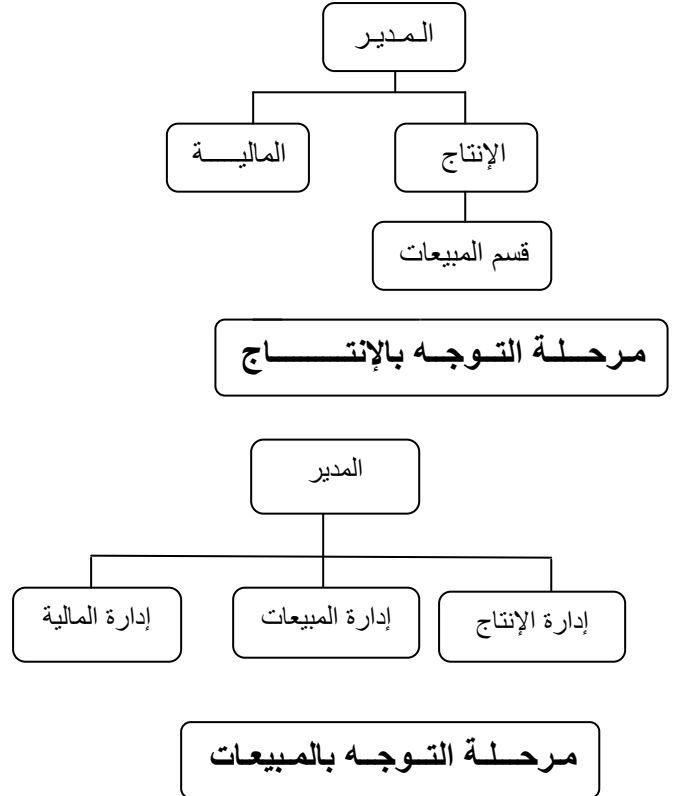 المدير
الإنتاج
المالية
قسم المبيعات
مرحلة التوجه بالإنتاج
المدير
إدارة الإنتاج
إدارة المبيعات
إدارة المالية
مرحلة التوجه بالمبيعات